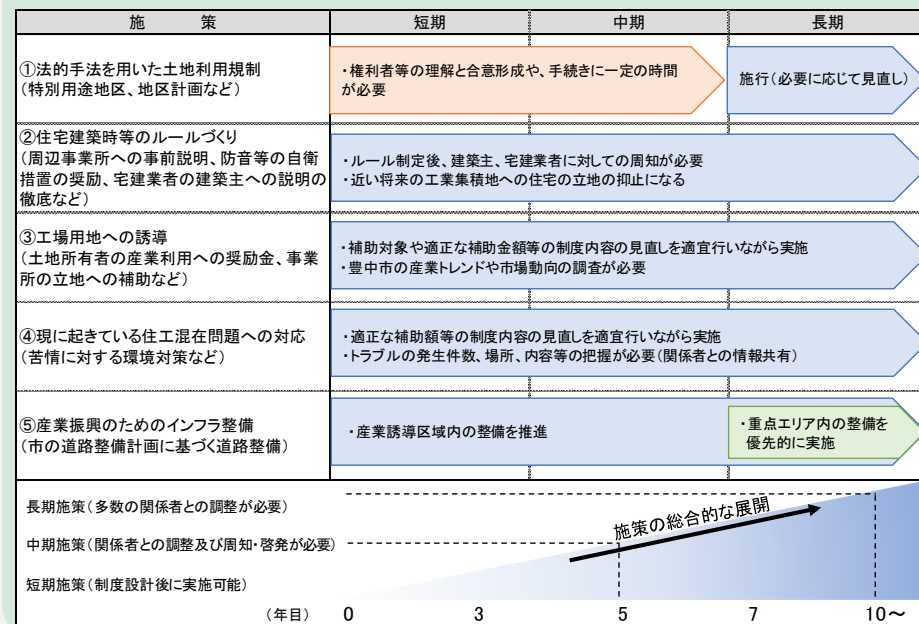 施　　策
短期
中期
長期
①法的手法を用いた土地利用規制
（特別用途地区、地区計画など）
・権利者等の理解と合意形成や、手続きに一定の時間
が必要
施行（必要に応じて見直し）
②住宅建築時等のルールづくり
（周辺事業所への事前説明、防音等の自衛
措置の奨励、宅建業者の建築主への説明の
徹底など）
・ルール制定後、建築主、宅建業者に対しての周知が必要
・近い将来の工業集積地への住宅の立地の抑止になる
③工場用地への誘導
（土地所有者の産業利用への奨励金、事業
所の立地への補助など）
・補助対象や適正な補助金額等の制度内容の見直しを適宜行いながら実施
・豊中市の産業トレンドや市場動向の調査が必要
④現に起きている住工混在問題への対応
（苦情に対する環境対策など）
・適正な補助額等の制度内容の見直しを適宜行いながら実施
・トラブルの発生件数、場所、内容等の把握が必要（関係者との情報共有）
⑤産業振興のためのインフラ整備
（市の道路整備計画に基づく道路整備）
・産業誘導区域内の整備を推進
・重点エリア内の整備を
優先的に実施
長期施策（多数の関係者との調整が必要）
中期施策（関係者との調整及び周知・啓発が必要）
短期施策（制度設計後に実施可能）
施策の総合的な展開
（年目） 0 3 5 7 10～